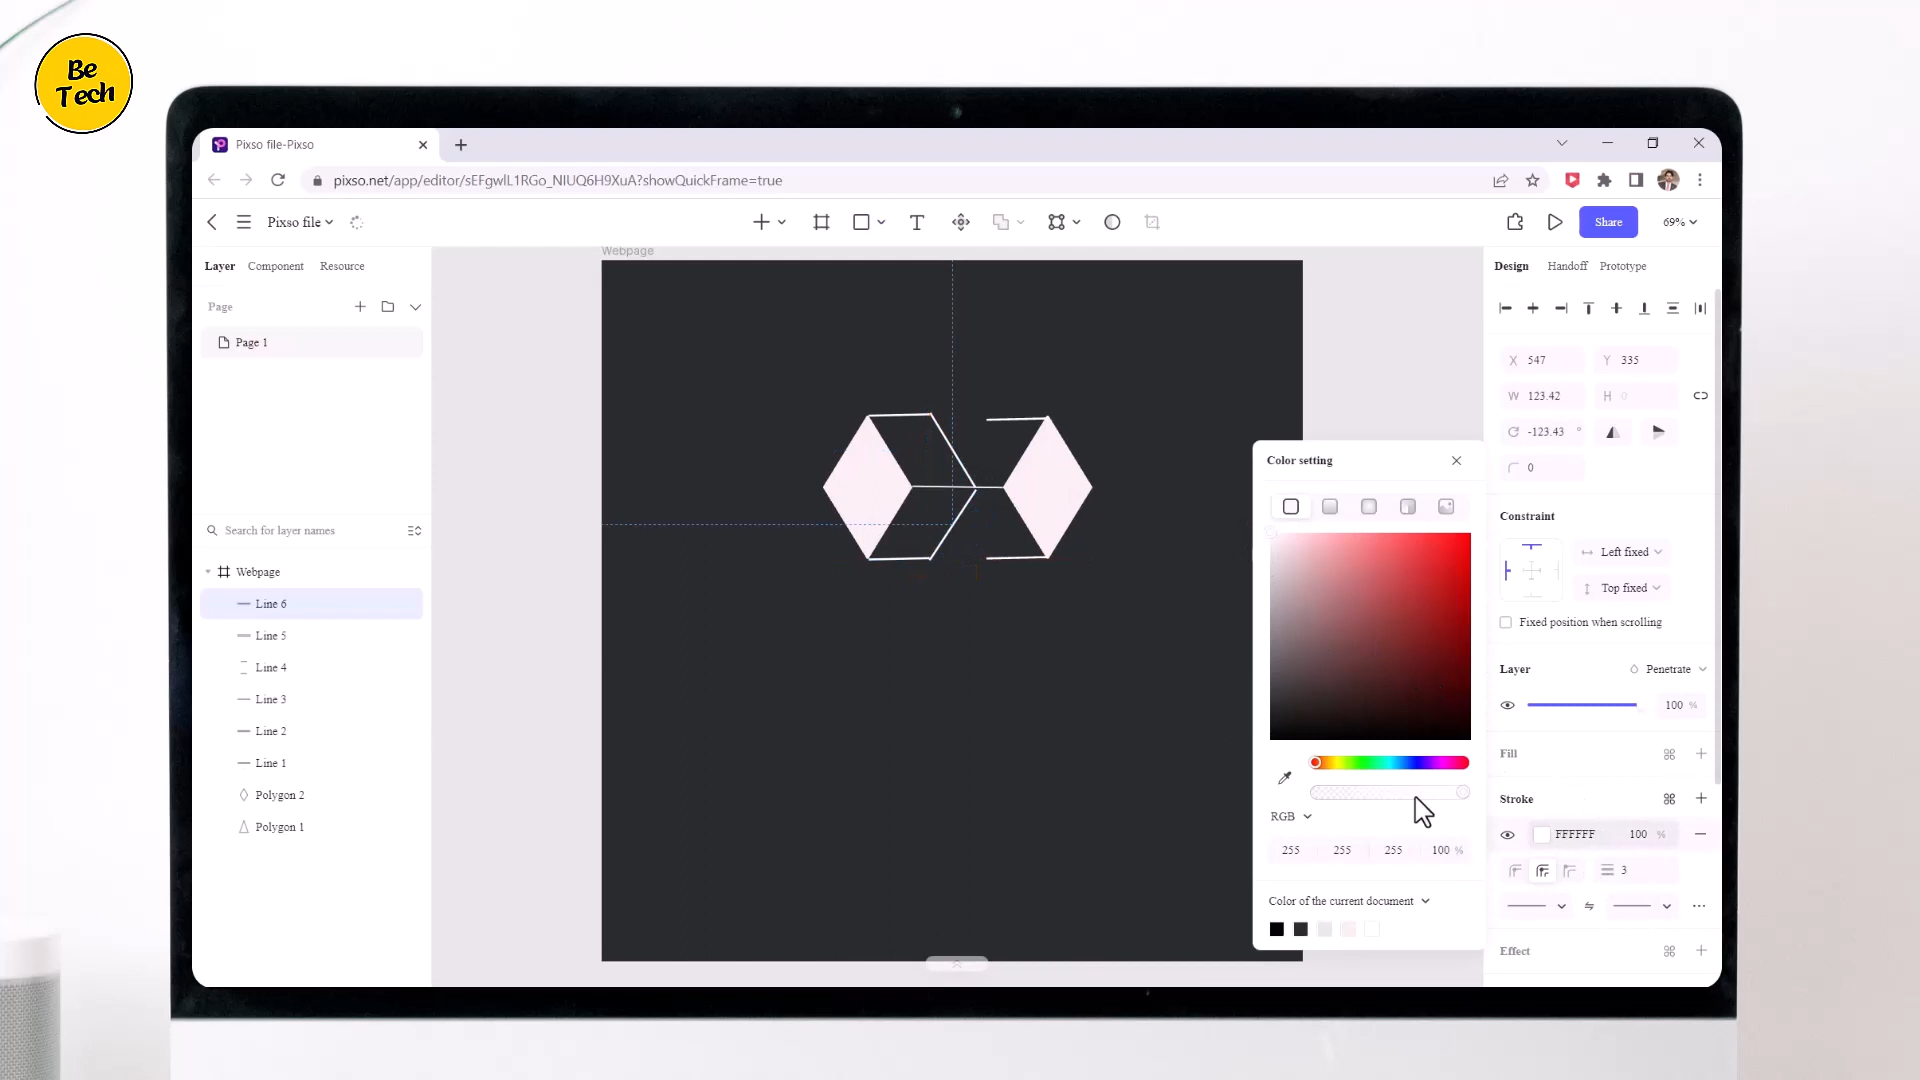 Be
Tech
Pixso file-Pixso
pixso.net/app/editor/sEFgwlL1RGo_NIUQ6H9XuA?showQuickFrame=true
Pixso file
Share
69%
Layer Component Resource
Design Handoff Prototype
Page
Page 1
Webpage
X 547 Y 335
W 123.42 H 0
-123.43 °
0
Color setting
Constraint
Left fixed
Top fixed
Fixed position when scrolling
Search for layer names
Webpage
Line 6
Line 5
Line 4
Line 3
Line 2
Line 1
Polygon 2
Polygon 1
Layer Penetrate
100 %
Fill
Stroke
FFFFFF 100 %
3
RGB
255 255 255 100 %
Color of the current document
Effect